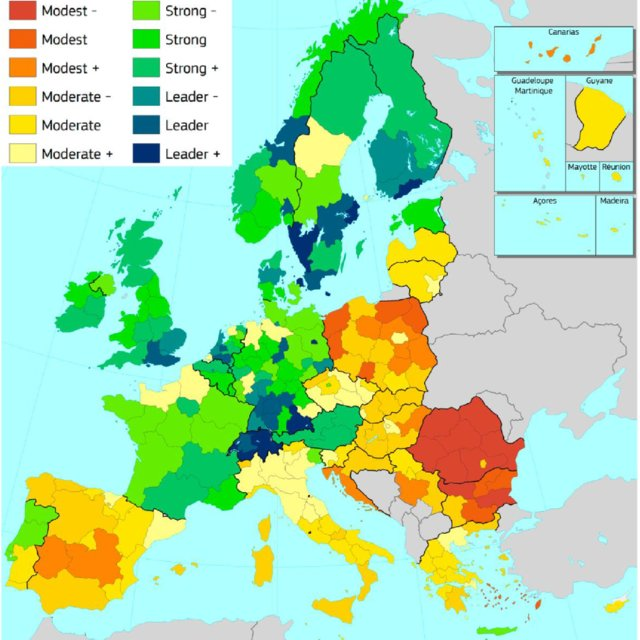 Modest - Strong -
Modest Strong
Modest + Strong +
Moderate - Leader -
Moderate Leader
Moderate + Leader +
Canarias
Guadeloupe
Martinique
Guyane
Mayotte
Réunion
Açores
Madeira